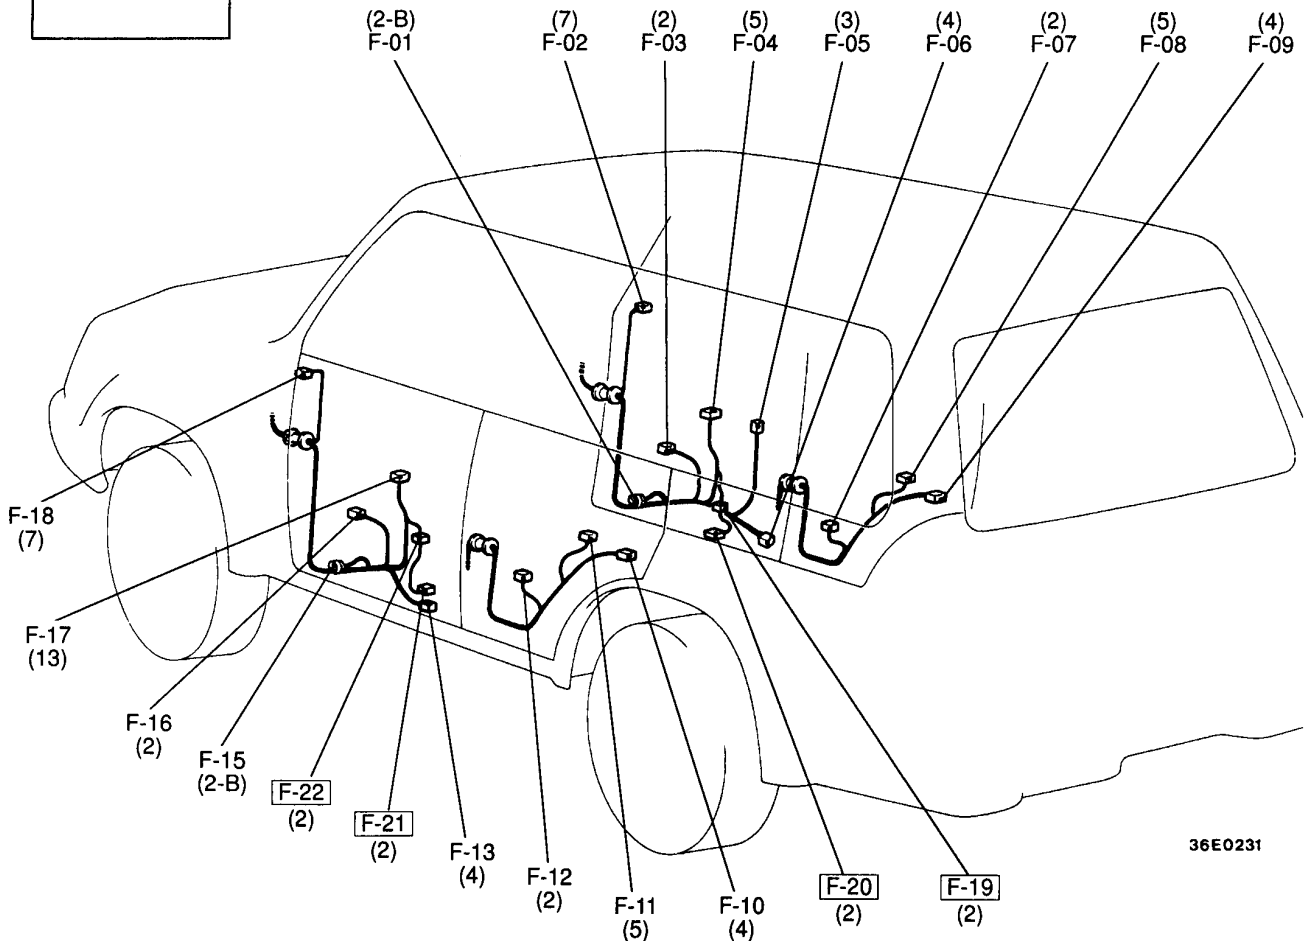 (2-B)
F-01
(7)
F-02
(2)
F-03
(5)
F-04
(3)
F-05
(4)
F-06
(2)
F-07
(5)
F-08
(4)
F-09
F-18
(7)
F-17
(13)
F-16
(2)
F-15
(2-B)
F-22
(2)
F-21
(2)
F-13
(4)
F-12
(2)
F-11
(5)
F-10
(4)
F-20
(2)
F-19
(2)
36E0231